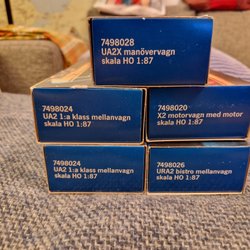 7498028
UA2X manövervagn
skala HO 1:87
7498024
UA2 1:a klass mellanvagn
skala HO 1:87
7498020
X2 motorvagn med motor
skala HO 1:87
7498024
UA2 1:a klass mellanvagn
skala HO 1:87
7498026
URA2 bistro mellanvagn
skala HO 1:87